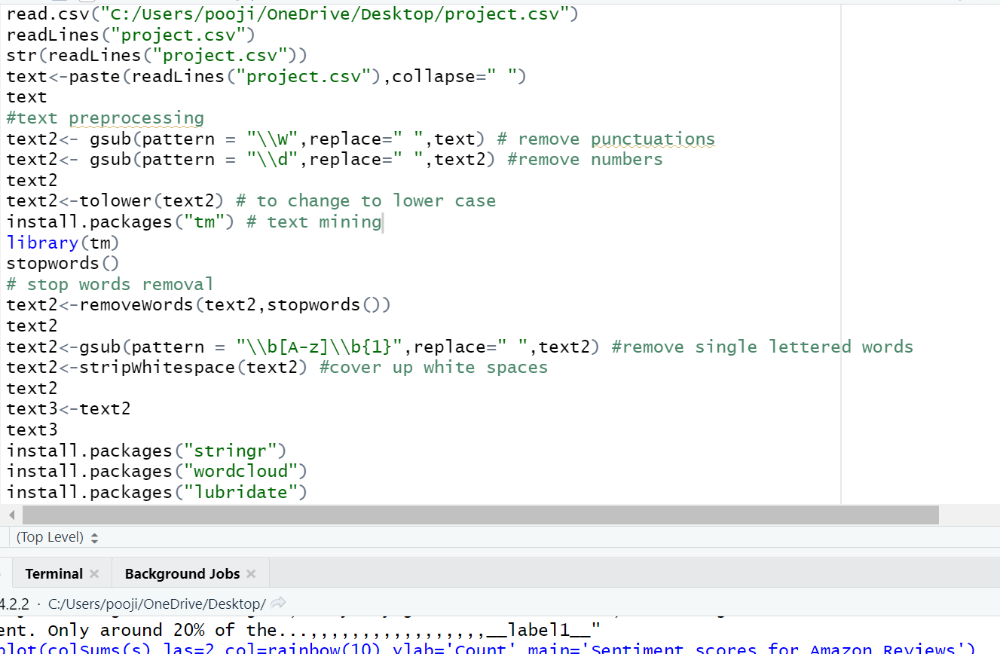 read.csv("C:/Users/pooji/OneDrive/Desktop/project.csv")
readLines("project.csv")
str(readLines("project.csv"))
text<-paste(readLines("project.csv"),collapse=" ")
text
#text preprocessing
text2<- gsub(pattern = "\\W",replace=" ",text) # remove punctuations
text2<- gsub(pattern = "\\d",replace=" ",text2) #remove numbers
text2
text2<-tolower(text2) # to change to lower case
install.packages("tm") # text mining
library(tm)
stopwords()
# stop words removal
text2<-removeWords(text2,stopwords())
text2
text2<-gsub(pattern = "\\b[A-z]\\b{1}",replace=" ",text2) #remove single lettered words
text2<-stripWhitespace(text2) #cover up white spaces
text2
text3<-text2
text3
install.packages("stringr")
install.packages("wordcloud")
install.packages("lubridate")
(Top Level)
Terminal Background Jobs
4.2.2 · C:/Users/pooji/OneDrive/Desktop/
ent. Only around 20% of the...,,,,,,,,,,,,,,,,,,__label1__"
plot(colSums(s),las=2,col=rainbow(10),ylab='Count',main='Sentiment scores for Amazon Reviews')